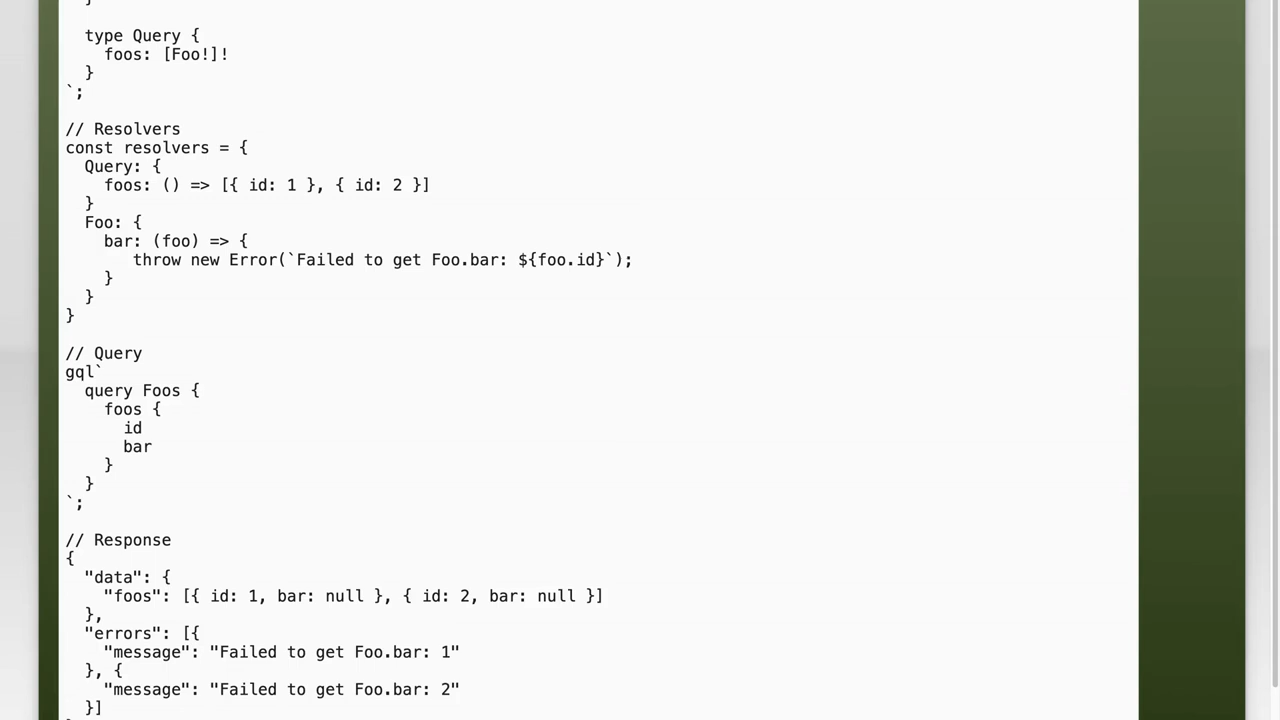 }
  type Query {
    foos: [Foo!]!
  }
`;
// Resolvers
const resolvers = {
  Query: {
    foos: () => [{ id: 1 }, { id: 2 }]
  }
  Foo: {
    bar: (foo) => {
       throw new Error(`Failed to get Foo.bar: ${foo.id}`);
    }
  }
}
// Query
gql`
  query Foos {
    foos {
      id
      bar
    }
  }
`;
// Response
{
  "data": {
    "foos": [{ id: 1, bar: null }, { id: 2, bar: null }]
  },
  "errors": [{
    "message": "Failed to get Foo.bar: 1"
  }, {
    "message": "Failed to get Foo.bar: 2"
  }]